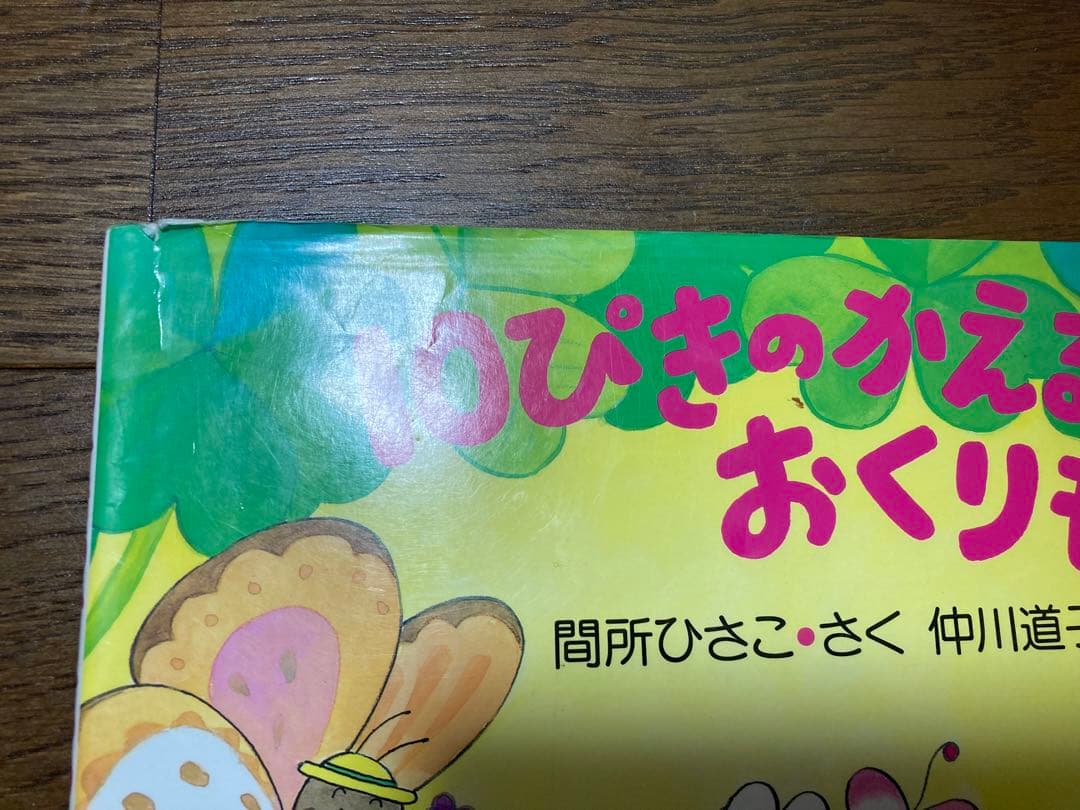 10ぴきのかえる
おくりも
間所ひさこ・さく 仲川道子